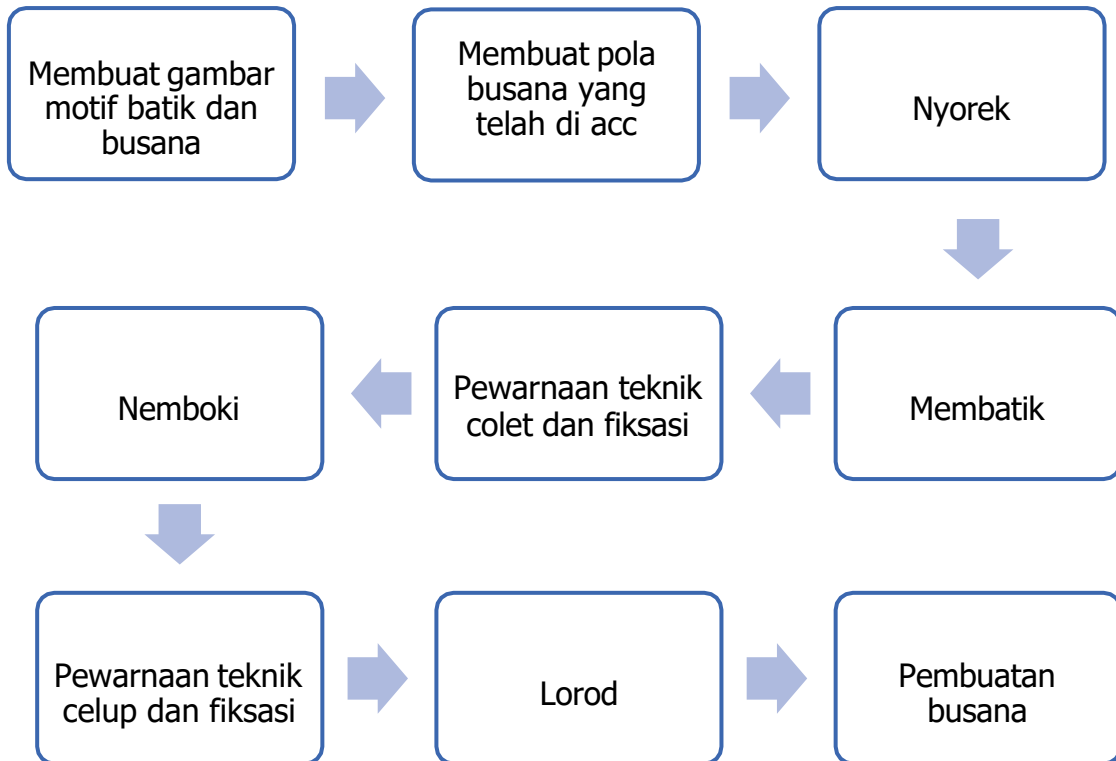 Membuat gambar
motif batik dan
busana
Membuat pola
busana yang
telah di acc
Nyorek
Membatik
Pewarnaan teknik
colet dan fiksasi
Nemboki
Pewarnaan teknik
celup dan fiksasi
Lorod
Pembuatan
busana